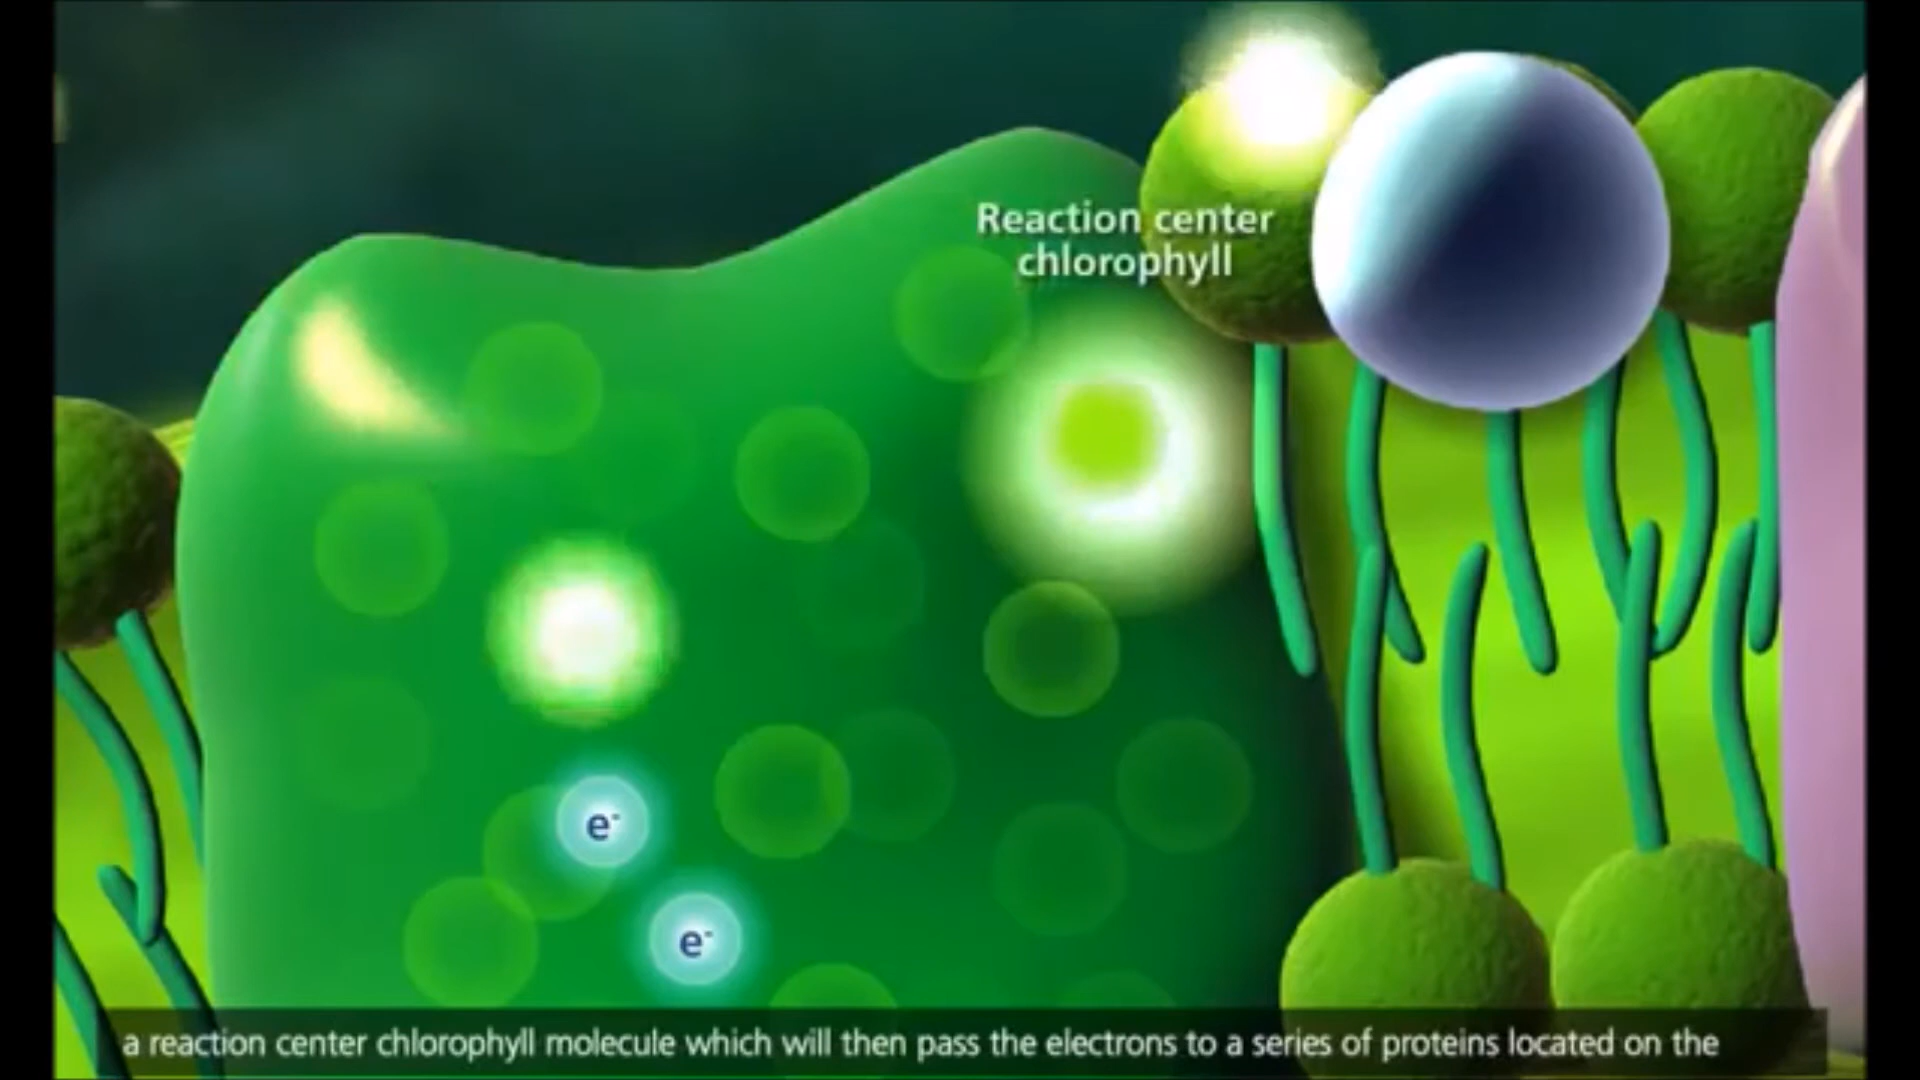 Reaction center
chlorophyll
e-
e-
a reaction center chlorophyll molecule which will then pass the electrons to a series of proteins located on the